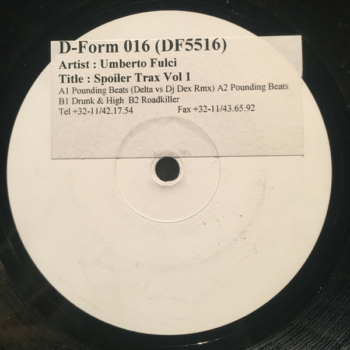 D-Form 016 (DF5516)
Artist : Umberto Fulci
Title : Spoiler Trax Vol 1
A1 Pounding Beats (Delta vs Dj Dex Rmx) A2 Pounding Beats
B1 Drunk & High B2 Roadkiller
Tel +32-11/42.17.54 Fax +32-11/43.65.92